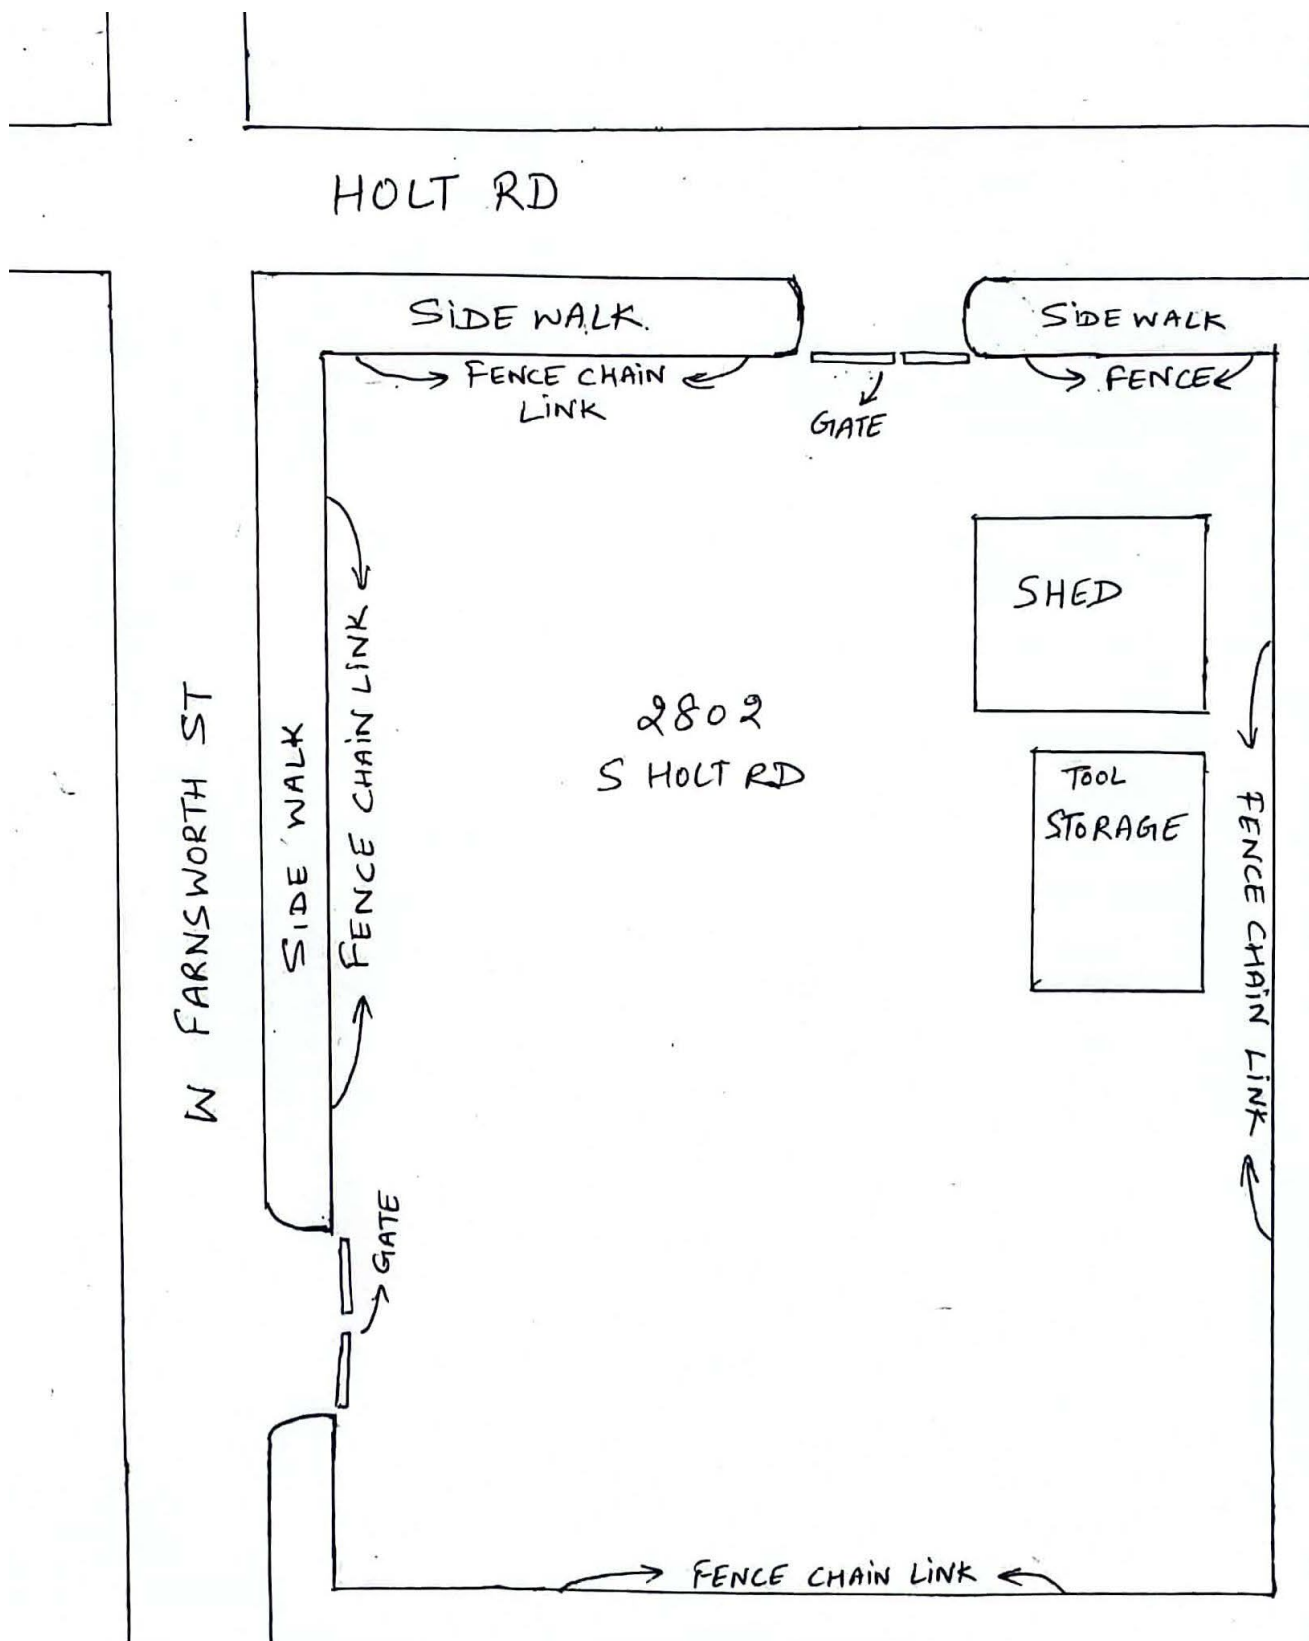 HOLT RD
SIDE WALK.
SIDE WALK
FENCE CHAIN
LINK
GATE
FENCE
SHED
2802
S HOLT RD
TOOL
STORAGE
W FARNSWORTH ST
SIDE WALK
FENCE CHAIN LINK
FENCE CHAIN LINK
GATE
FENCE CHAIN LINK